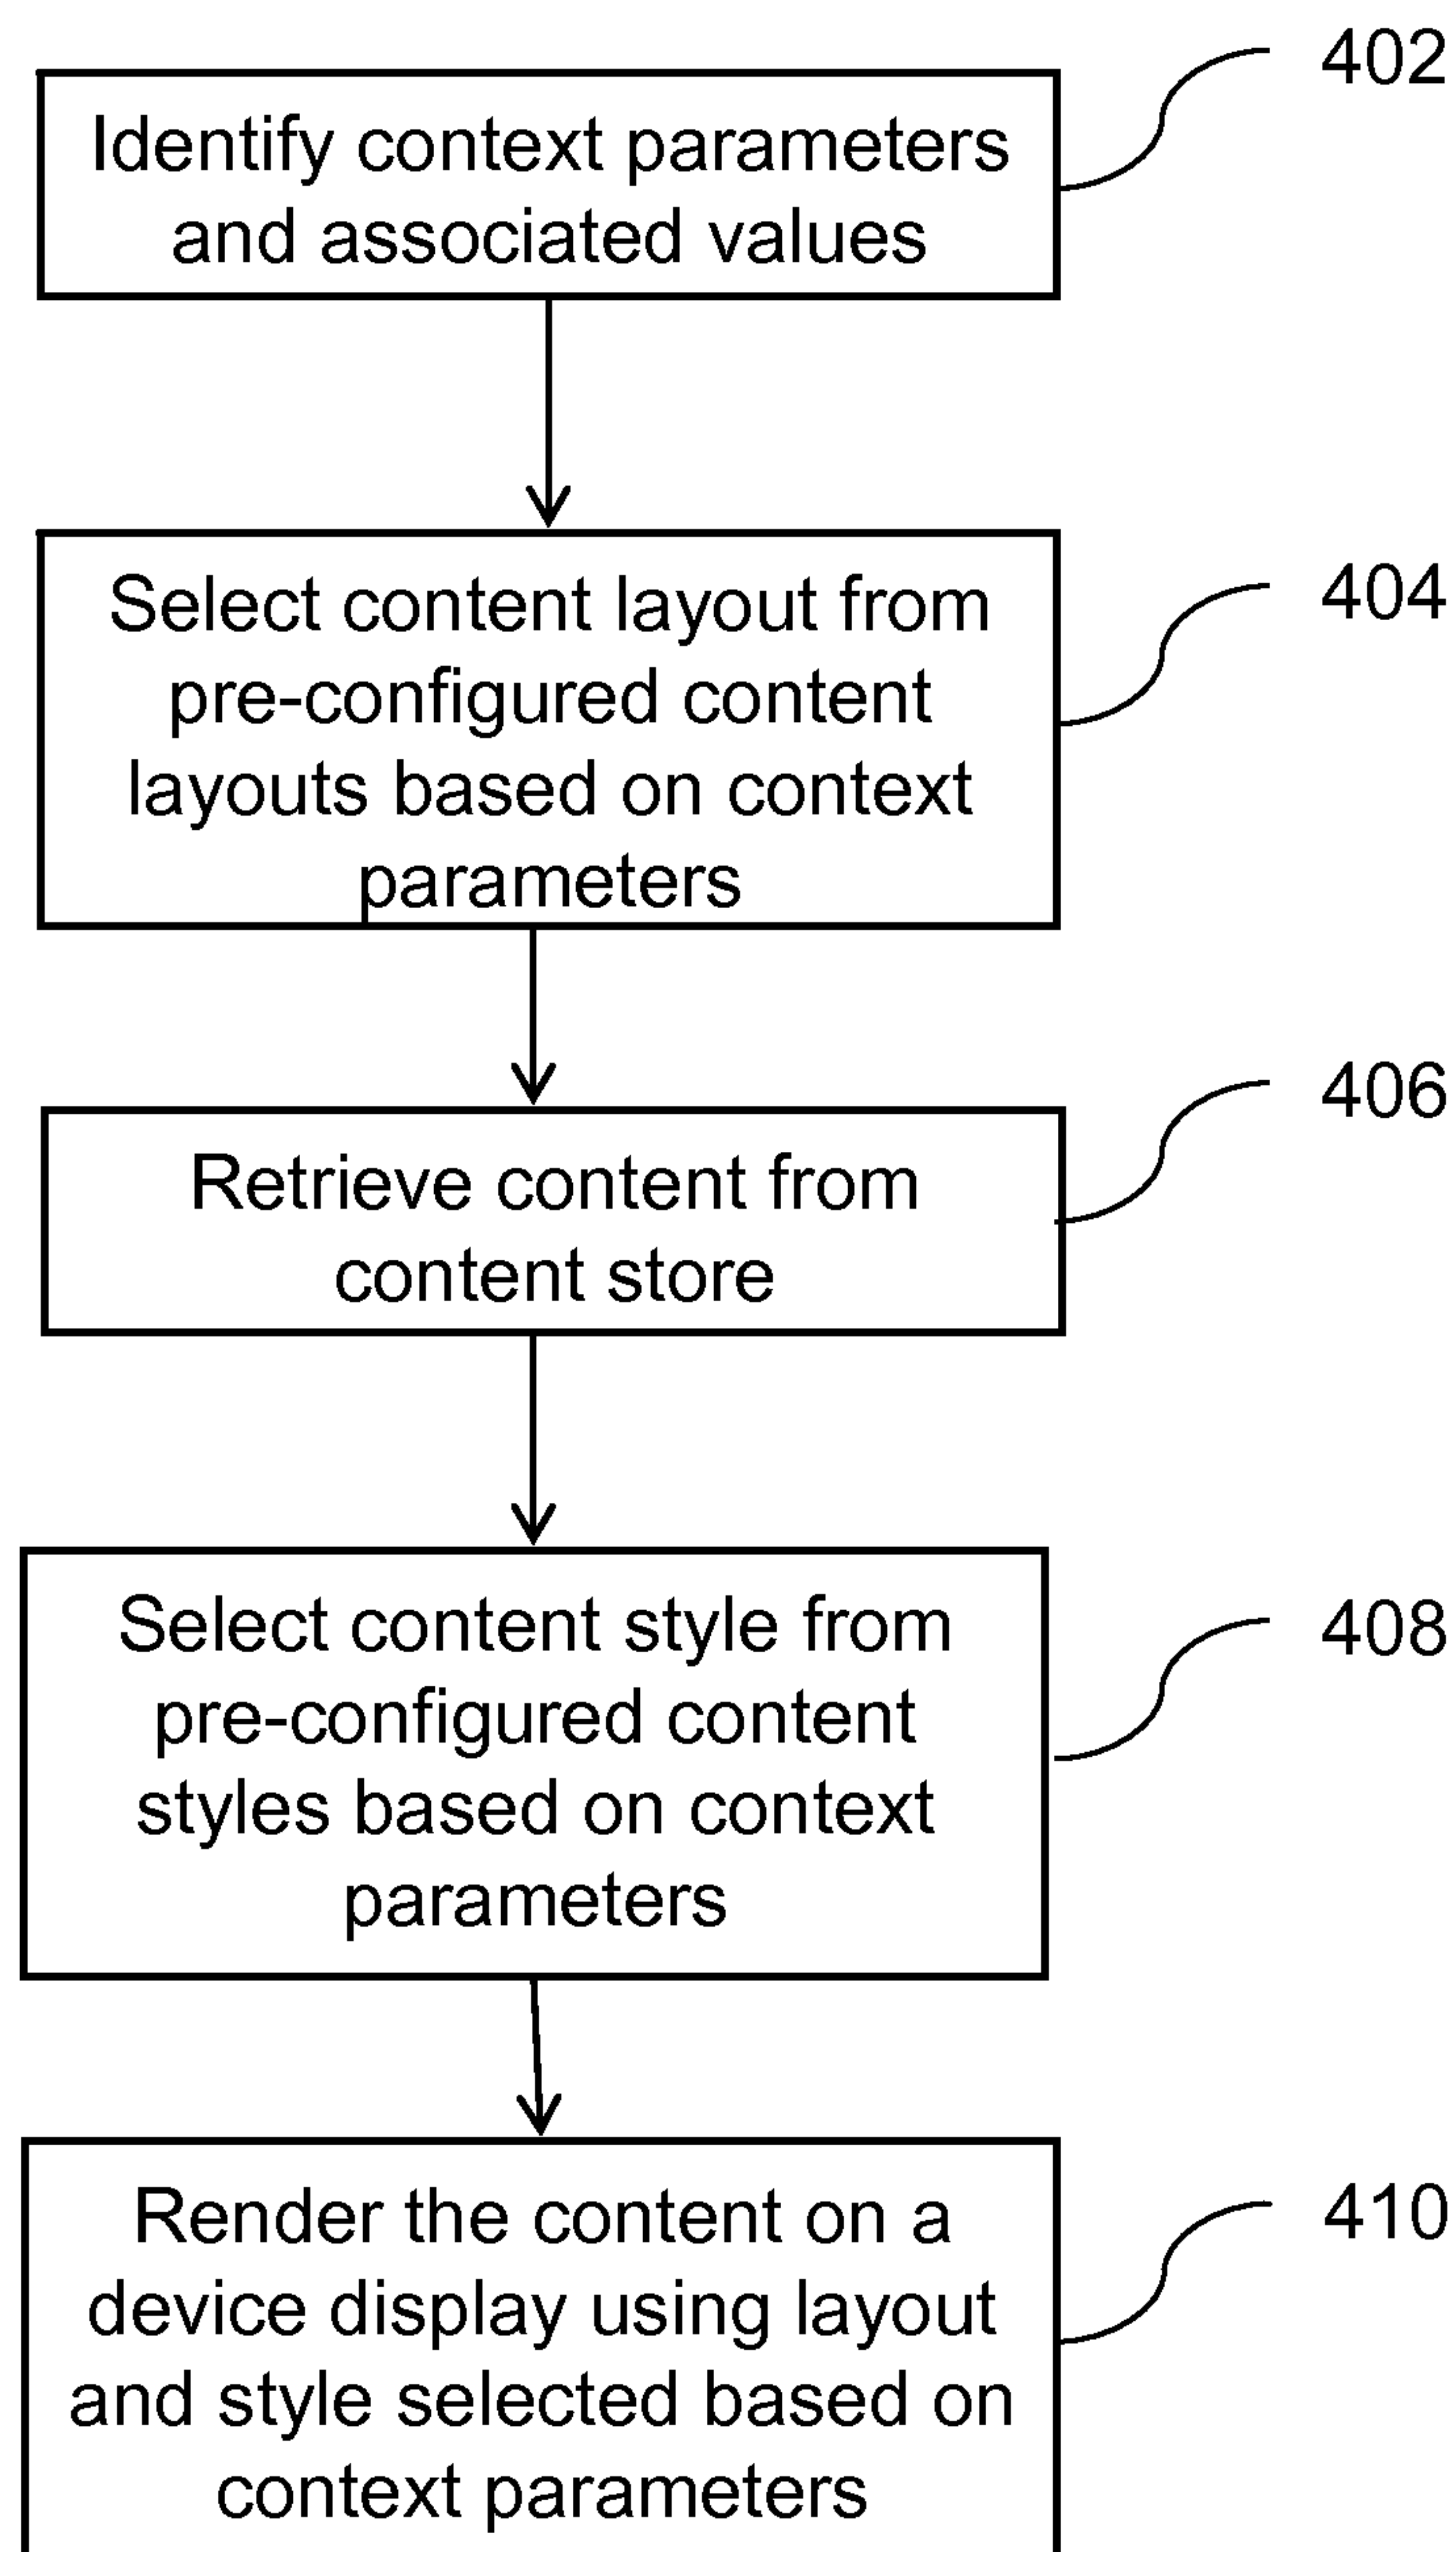 402
Identify context parameters
and associated values
404
Select content layout from
pre-configured content
layouts based on context
parameters
406
Retrieve content from
content store
408
Select content style from
pre-configured content
styles based on context
parameters
410
Render the content on a
device display using layout
and style selected based on
context parameters